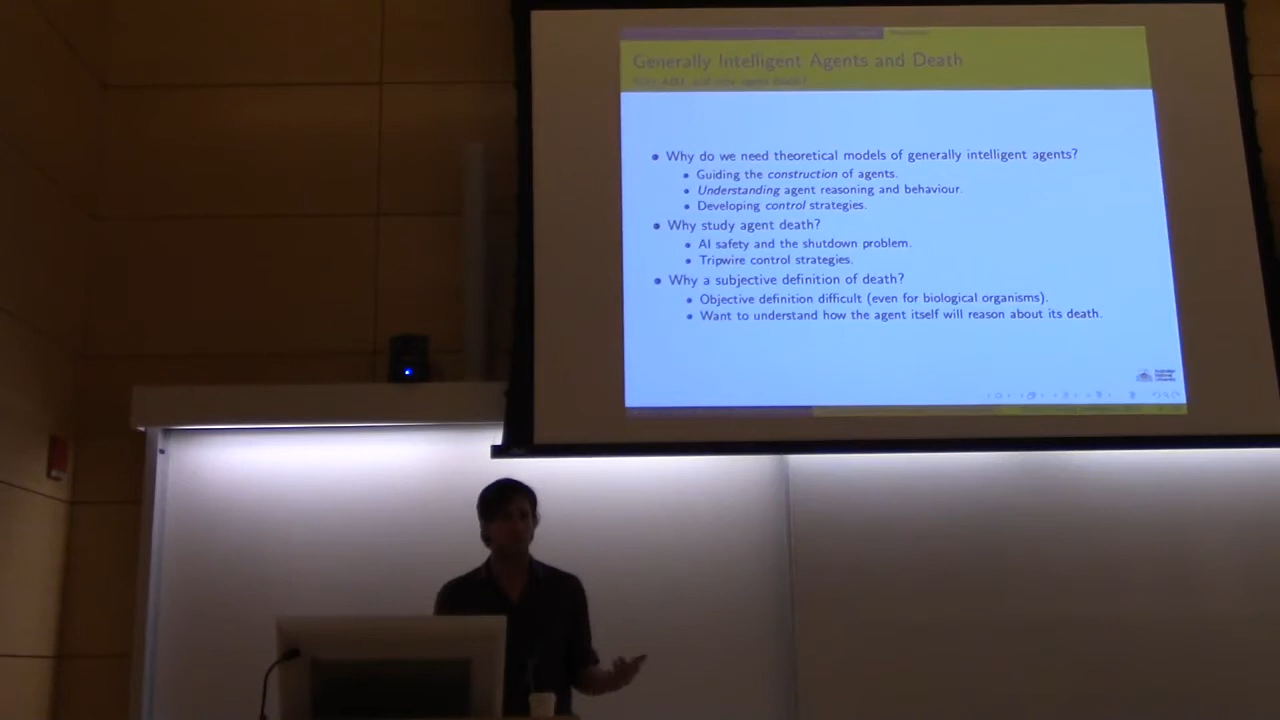 Generally Intelligent Agents and Death
Why do we need theoretical models of generally intelligent agents?
Guiding the construction of agents.
Understanding agent reasoning and behaviour.
Developing control strategies.
Why study agent death?
AI safety and the shutdown problem.
Tripwire control strategies.
Why a subjective definition of death?
Objective definition difficult (even for biological organisms).
Want to understand how the agent itself will reason about its death.
Australian
National
University